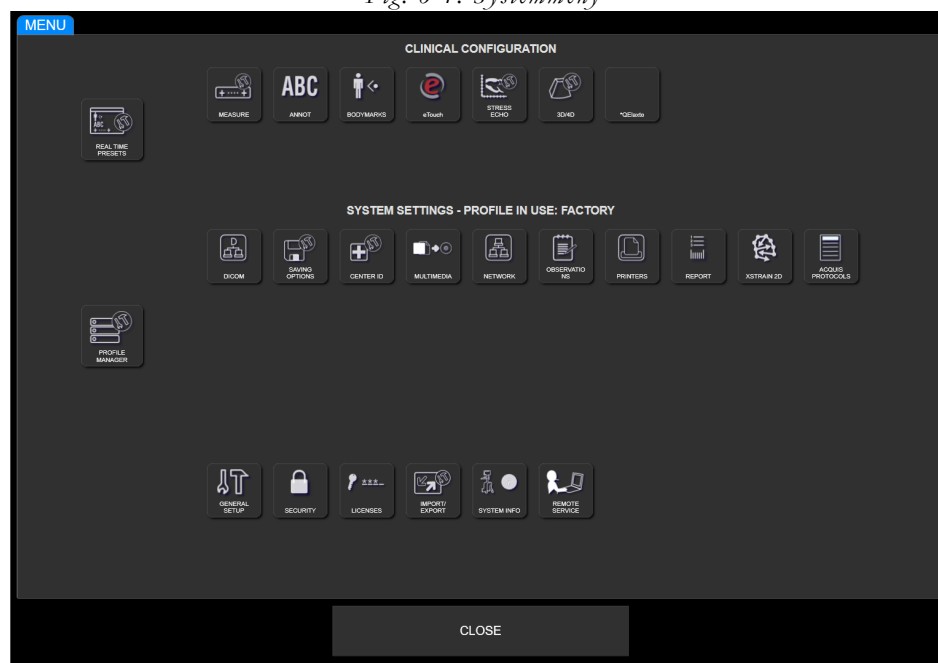 MENU
CLINICAL CONFIGURATION
ABC
e
MEASURE
ANNOT
BODYMARKS
eTouch
STRESS
ECHO
3D/4D
*QElaxto
ABC
REAL TIME
PRESETS
SYSTEM SETTINGS - PROFILE IN USE: FACTORY
D
DICOM
SAVING
OPTIONS
CENTER ID
MULTIMEDIA
NETWORK
OBSERVATIO
NS
PRINTERS
REPORT
XSTRAIN 2D
ACQUIS
PROTOCOLS
PROFILE
MANAGER
***_
GENERAL
SETUP
SECURITY
LICENSES
IMPORT/
EXPORT
SYSTEM INFO
REMOTE
SERVICE
CLOSE